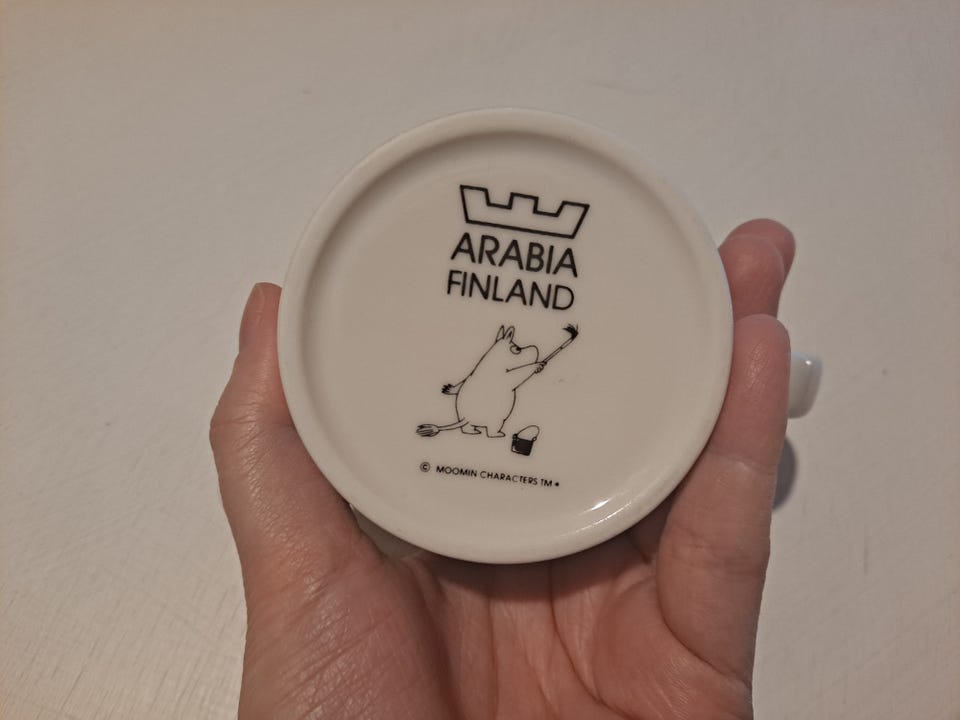 ARABIA
FINLAND
© MOOMIN CHARACTERS TM •